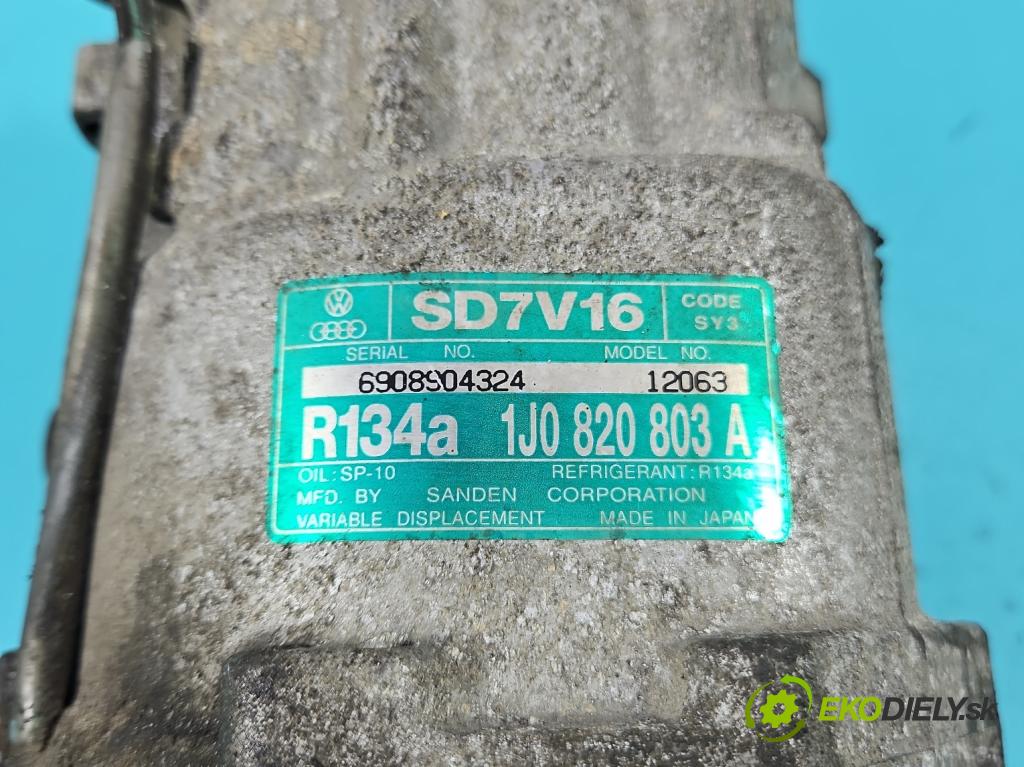 SD7V16
CODE
SY3
SERIAL NO. MODEL NO.
6908904324 12063
R134a 1J0 820 803 A
OIL:SP-10 REFRIGERANT:R134a
MFD. BY SANDEN CORPORATION
VARIABLE DISPLACEMENT MADE IN JAPAN
EKODIELY.sk